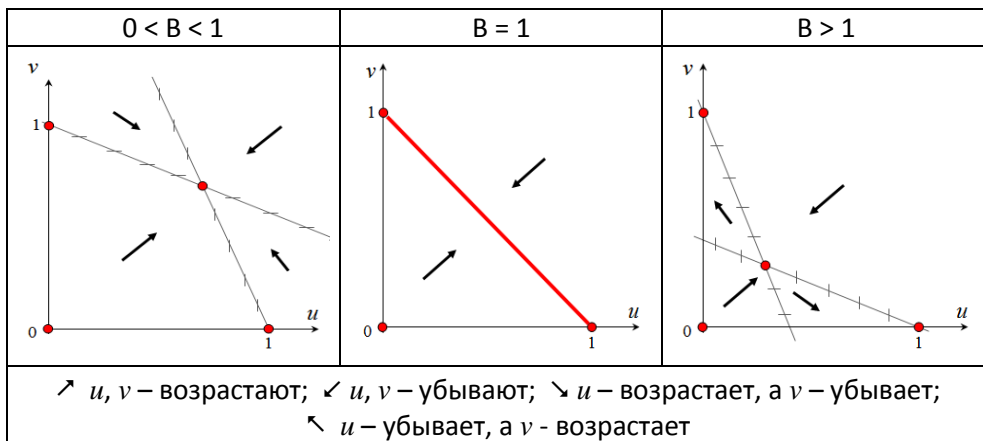 0 < B < 1
B = 1
B > 1
v
1
0
1
u
v
1
0
1
u
v
1
0
1
u
↗ u, v – возрастают; ↙ u, v – убывают; ↘ u – возрастает, а v – убывает;
↖ u – убывает, а v - возрастает